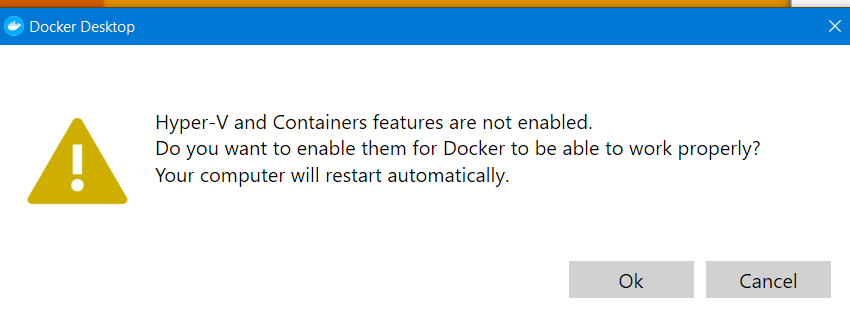 Docker Desktop
Hyper-V and Containers features are not enabled.
Do you want to enable them for Docker to be able to work properly?
Your computer will restart automatically.
Ok
Cancel